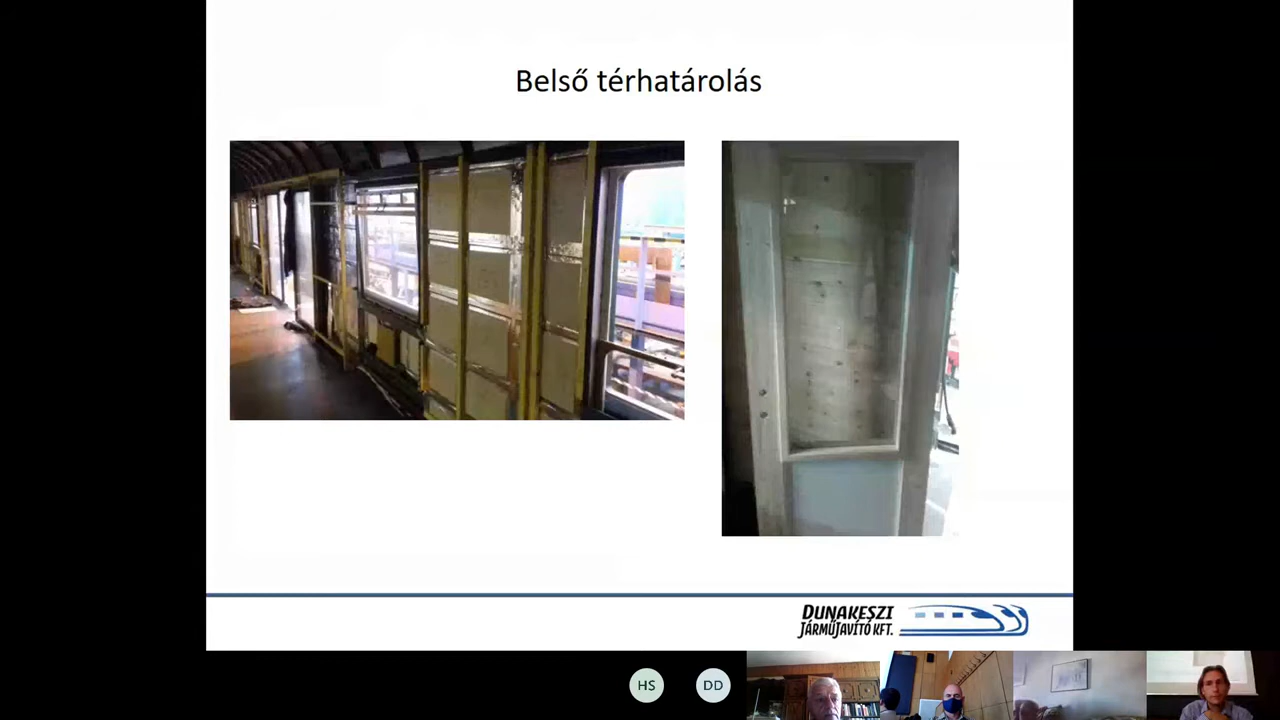 Belső térhatárolás
DUNAKESZI
JÁRMŰJAVÍTÓ KFT.
HS
DD